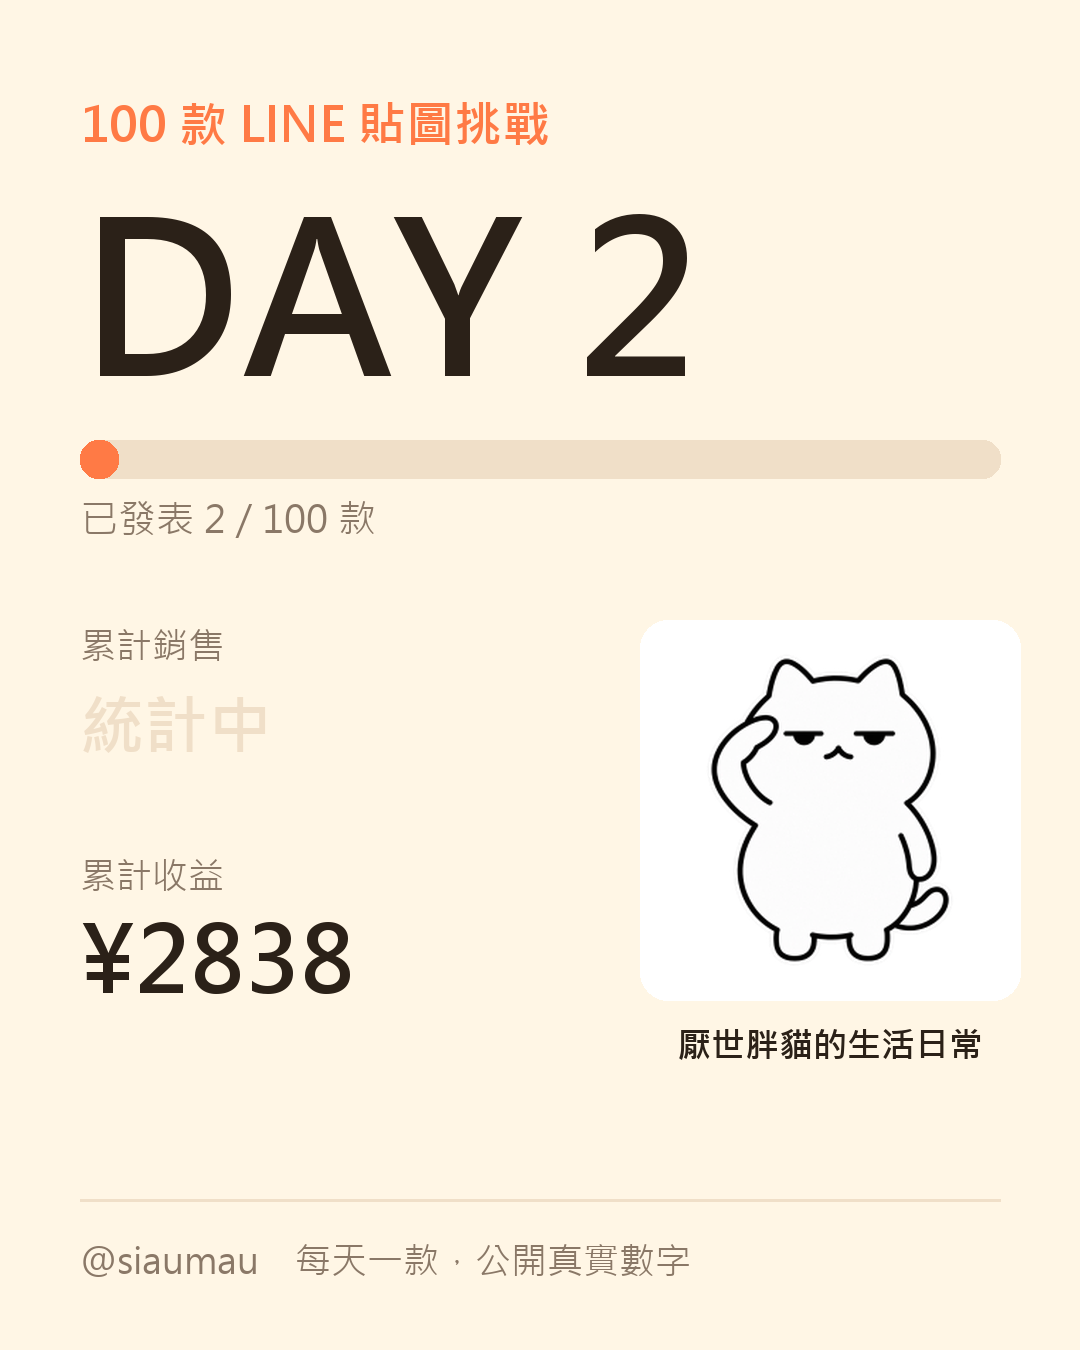 100 款 LINE 貼圖挑戰
DAY 2
已發表 2 / 100 款
累計銷售
統計中
累計收益
¥2838
厭世胖貓的生活日常
@siaumau 每天一款，公開真實數字